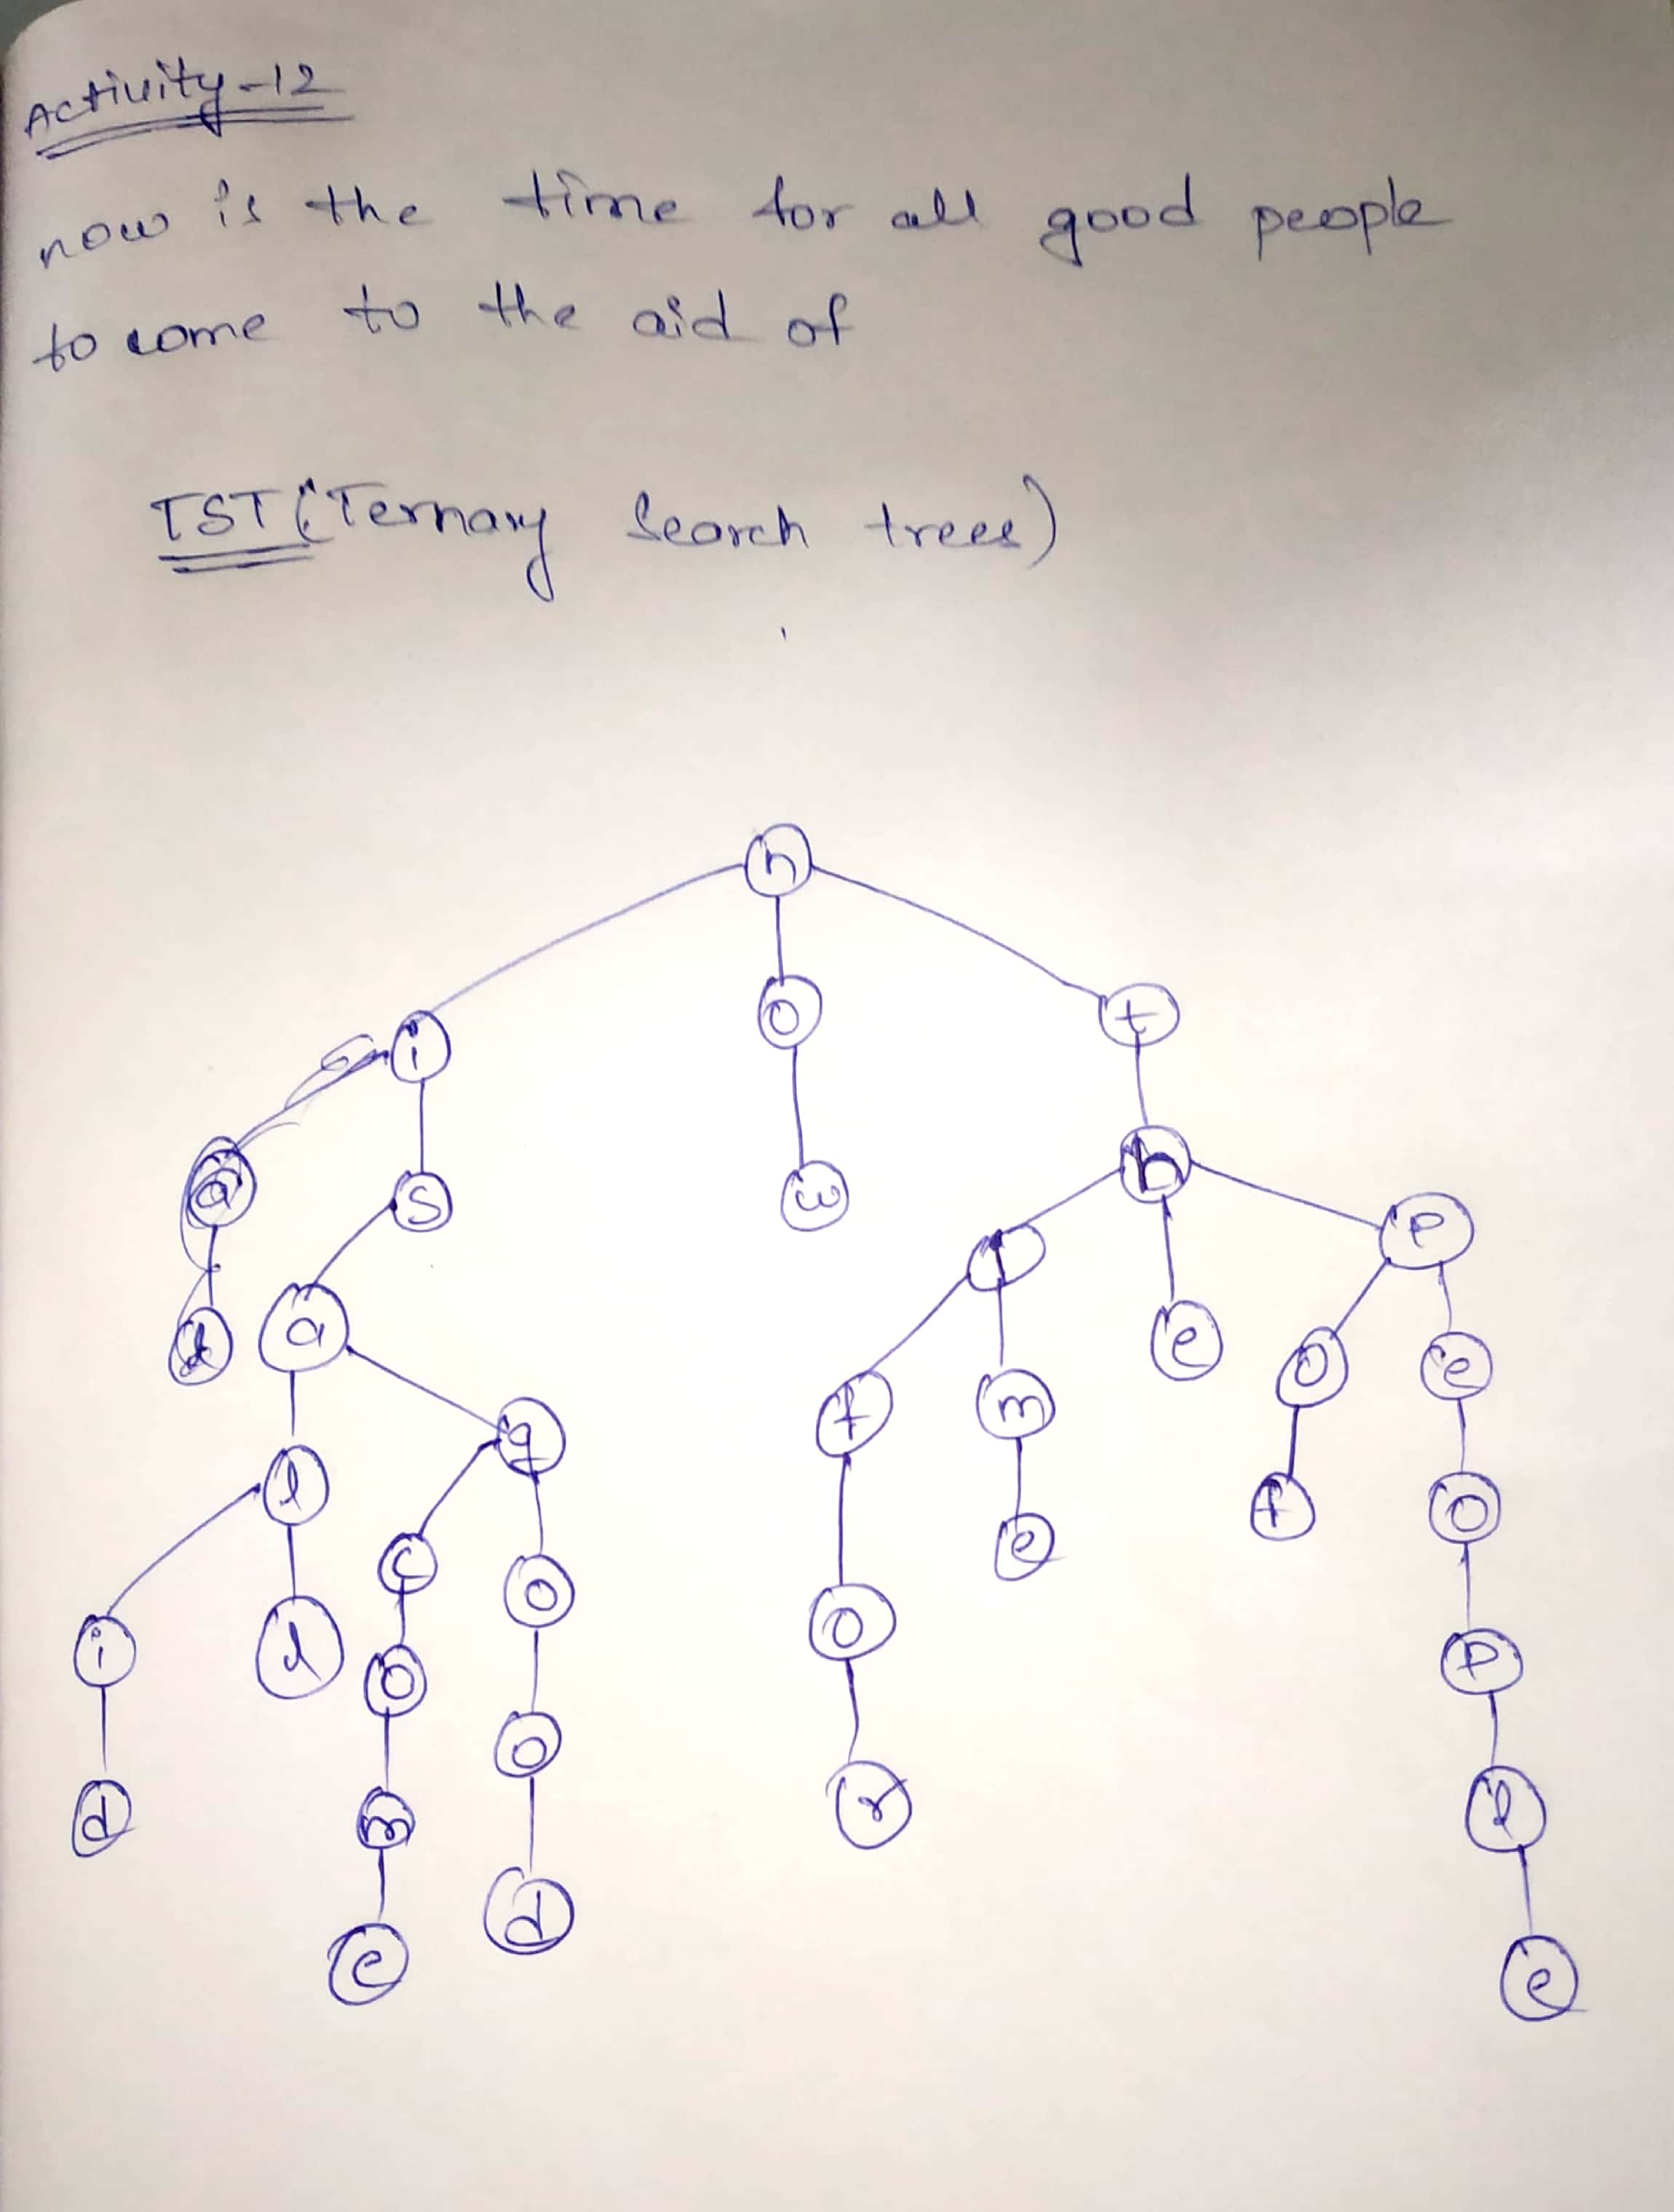 Activity-12
now is the time for all good people
to come to the aid of
TST (Ternary Search trees)
n
i o t
a s w h
i p
d a e
f m o e
l g
f o
c e
i l o o p
o
d m o r l
e d e